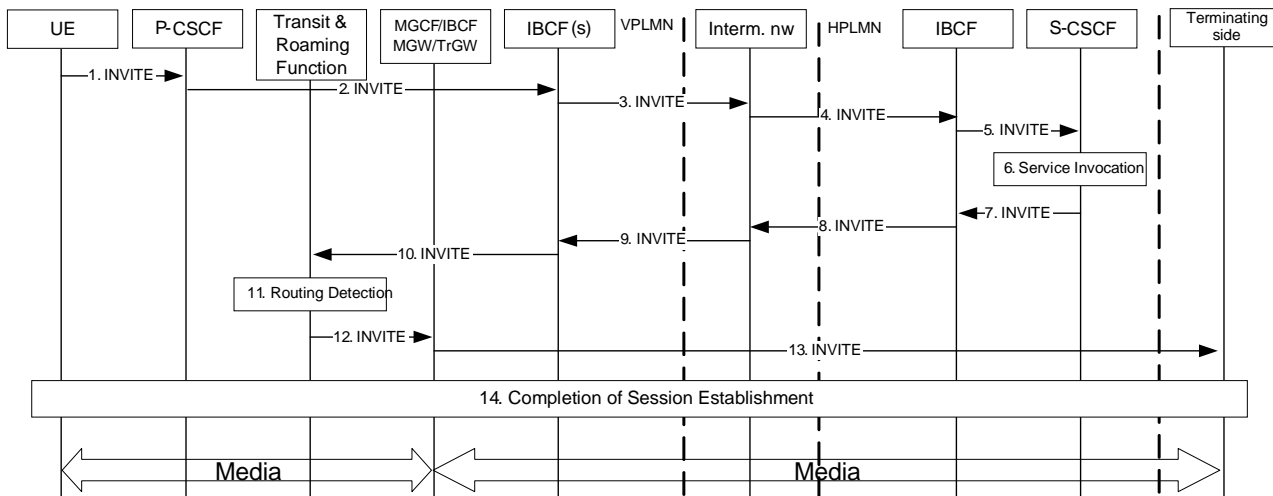 UE
P-CSCF
Transit &
Roaming
Function
MGCF/IBCF
MGW/TrGW
IBCF (s)
VPLMN
Interm. nw
HPLMN
IBCF
S-CSCF
Terminating
side
1. INVITE
2. INVITE
3. INVITE
4. INVITE
5. INVITE
6. Service Invocation
7. INVITE
8. INVITE
9. INVITE
10. INVITE
11. Routing Detection
12. INVITE
13. INVITE
14. Completion of Session Establishment
Media
Media